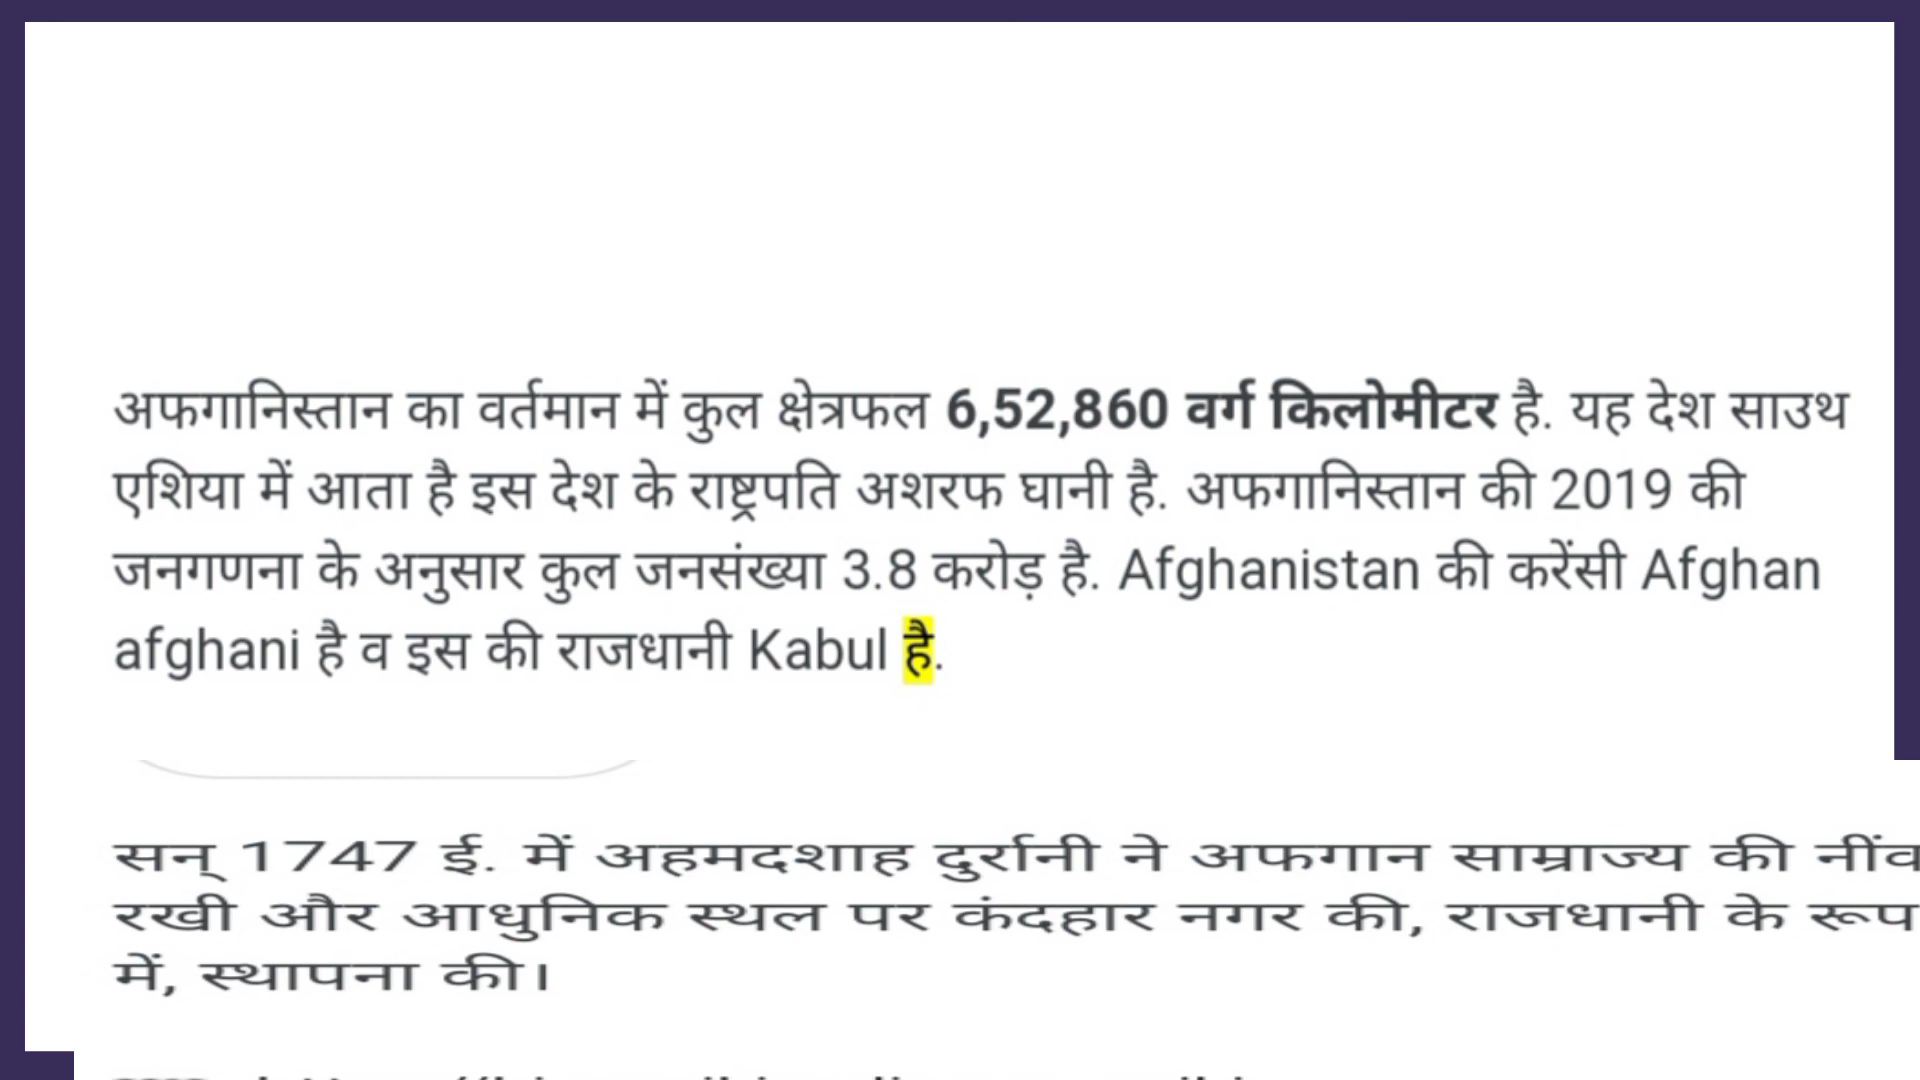 अफगानिस्तान का वर्तमान में कुल क्षेत्रफल 6,52,860 वर्ग किलोमीटर है. यह देश साउथ
एशिया में आता है इस देश के राष्ट्रपति अशरफ घानी है. अफगानिस्तान की 2019 की
जनगणना के अनुसार कुल जनसंख्या 3.8 करोड़ है. Afghanistan की करेंसी Afghan
afghani है व इस की राजधानी Kabul है.
सन् 1747 ई. में अहमदशाह दुर्रानी ने अफगान साम्राज्य की नींव
रखी और आधुनिक स्थल पर कंदहार नगर की, राजधानी के रूप
में, स्थापना की।